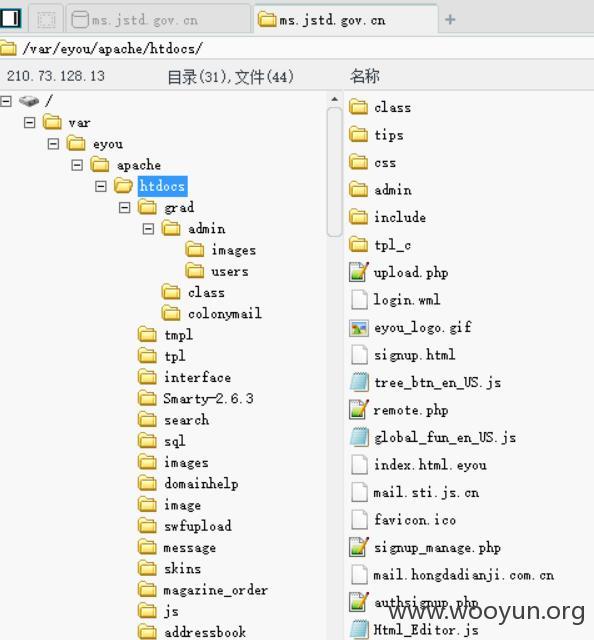 ms.jstd.gov.cn
ms.jstd.gov.cn
/var/eyou/apache/htdocs/
210.73.128.13
目录(31),文件(44)
名称
/
var
eyou
apache
htdocs
grad
admin
images
users
class
colonymail
tmpl
tpl
interface
Smarty-2.6.3
search
sql
images
domainhelp
image
swfupload
message
skins
magazine_order
js
addressbook
class
tips
css
admin
include
tpl_c
upload.php
login.wml
eyou_logo.gif
signup.html
tree_btn_en_US.js
remote.php
global_fun_en_US.js
index.html.eyou
mail.sti.js.cn
favicon.ico
signup_manage.php
mail.hongdadianji.com.cn
authsignup.php
Html_Editor.js
www.wooyun.org